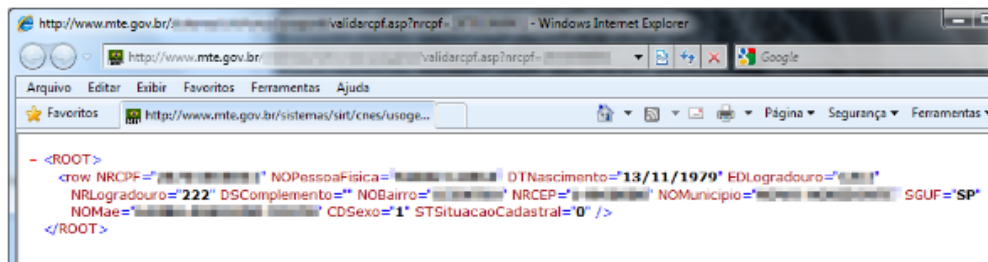 http://www.mte.gov.br/ validarcpf.asp?nrcpf= - Windows Internet Explorer
http://www.mte.gov.br/ \validarcpf.asp?nrcpf= Google
Arquivo Editar Exibir Favoritos Ferramentas Ajuda
Favoritos http://www.mte.gov.br/sistemas/sirt/cnes/usoge... Página Segurança Ferramentas
- <ROOT>
<row NRCPF=" " NOPessoaFisica=" " DTNascimento="13/11/1979" EDLogradouro=" "
NRLogradouro="222" DSComplemento="" NOBairro=" " NRCEP=" " NOMunicipio=" " SGUF="SP"
NOMae=" " CDSexo="1" STSituacaoCadastral="0" />
</ROOT>